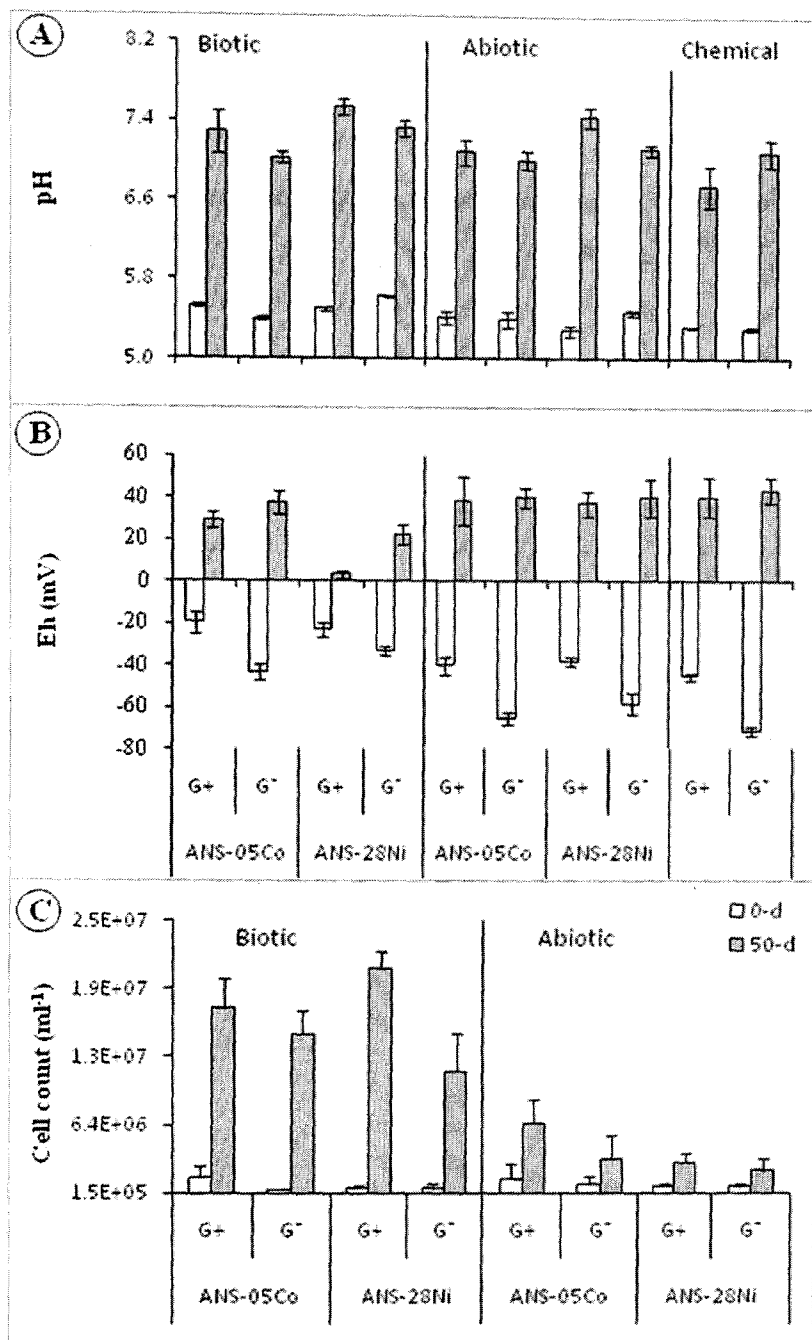 A
Biotic Abiotic Chemical
8.2
7.4
6.6
5.8
5.0
pH
B
60
40
20
0
-20
-40
-60
-80
Eh (mV)
G+ G- G+ G- G+ G- G+ G- G+ G-
ANS-05Co ANS-28Ni ANS-05Co ANS-28Ni
C
2.5E+07
1.9E+07
1.3E+07
6.4E+06
1.5E+05
Cell count (ml-1)
Biotic Abiotic
0-d
50-d
G+ G- G+ G- G+ G- G+ G-
ANS-05Co ANS-28Ni ANS-05Co ANS-28Ni